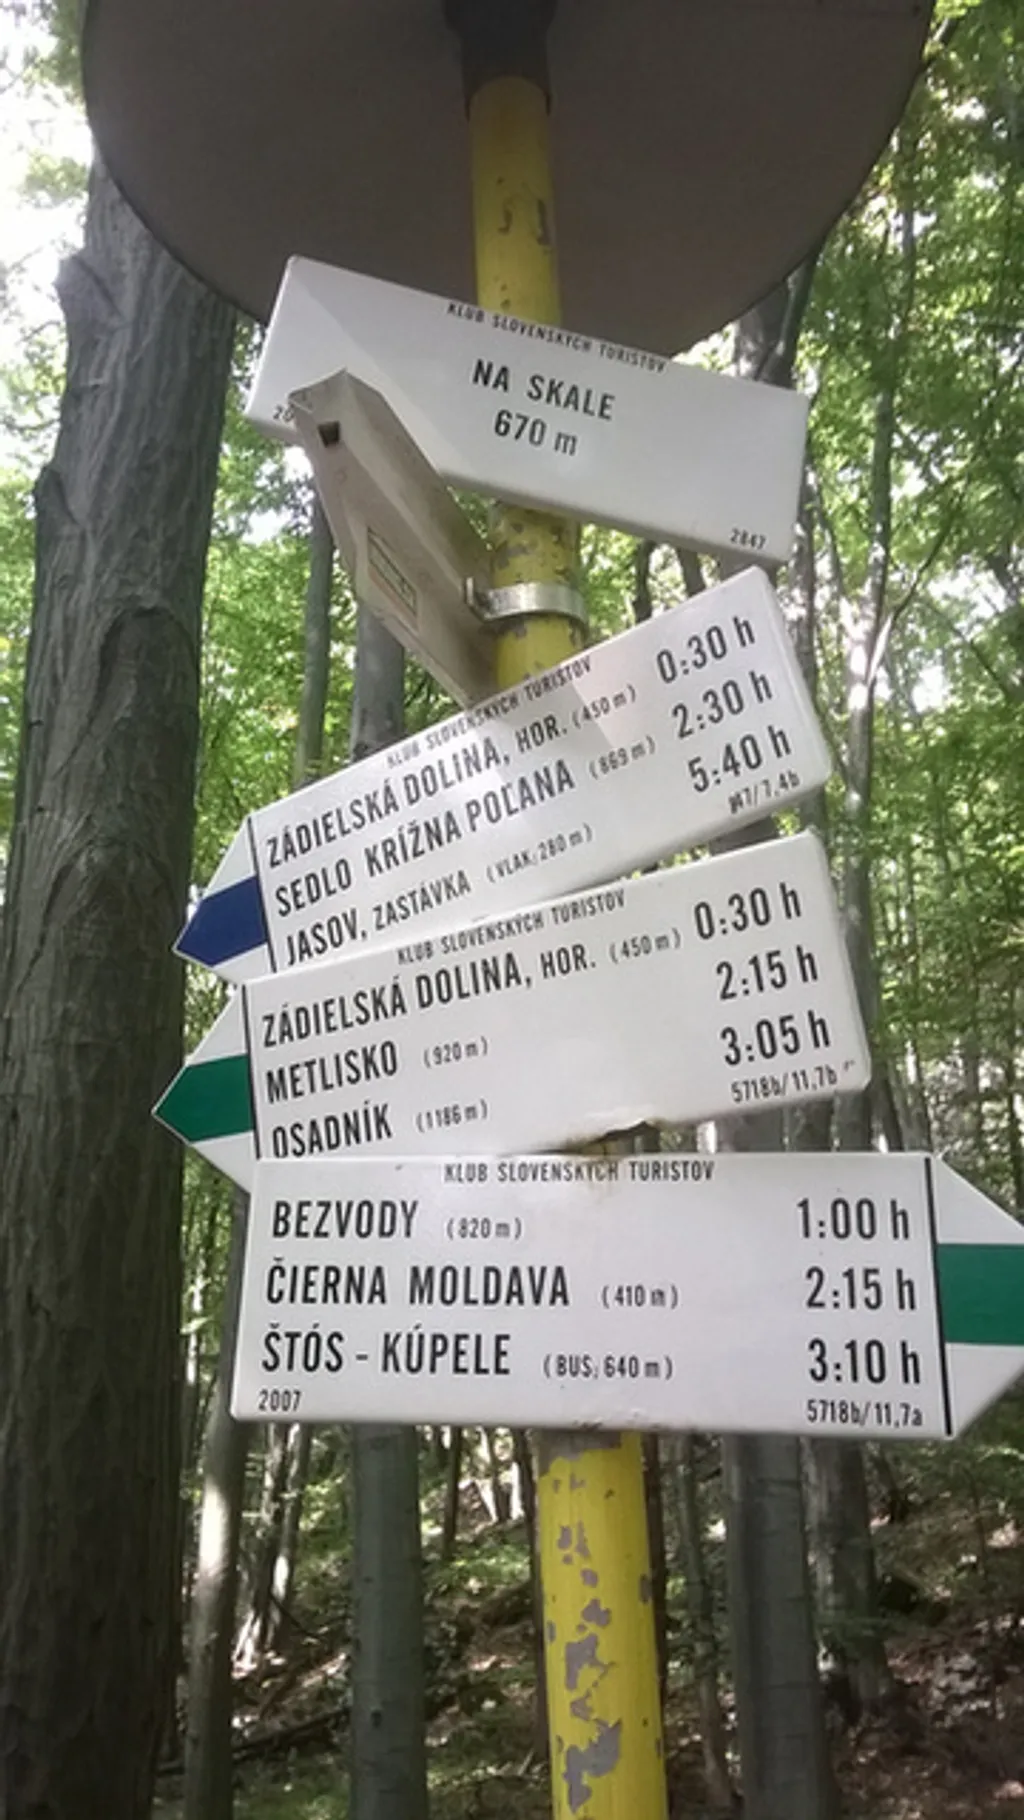 KLUB SLOVENSKÝCH TURISTOV
NA SKALE
670 m
2847
KLUB SLOVENSKÝCH TURISTOV
ZÁDIELSKÁ DOLINA, HOR. (450 m) 0:30 h
SEDLO KRÍŽNA POĽANA (869 m) 2:30 h
JASOV, ZASTÁVKA (VLAK; 280 m) 5:40 h
KLUB SLOVENSKÝCH TURISTOV
ZÁDIELSKÁ DOLINA, HOR. (450 m) 0:30 h
METLISKO (920 m) 2:15 h
OSADNÍK (1186 m) 3:05 h
5718b/11,7b
KLUB SLOVENSKÝCH TURISTOV
BEZVODY (820 m) 1:00 h
ČIERNA MOLDAVA (410 m) 2:15 h
ŠTÓS - KÚPELE (BUS; 640 m) 3:10 h
2007 5718b/11,7a